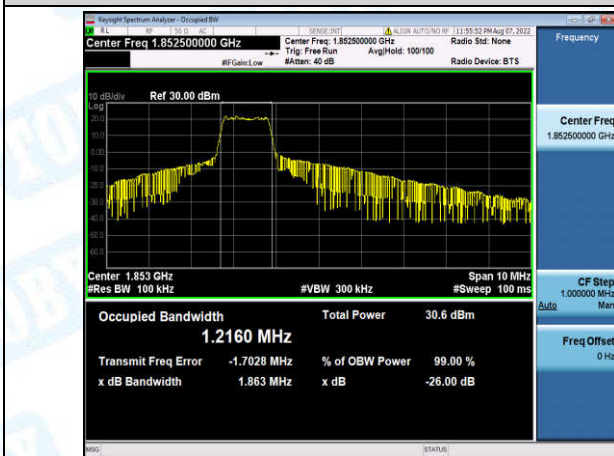 Keysight Spectrum Analyzer - Occupied BW
RL RF 50 Ω AC SENSE:INT ALIGN AUTO/NO RF 11:59:52 PM Aug 07, 2022
Center Freq 1.852500000 GHz
Center Freq: 1.852500000 GHz
Radio Std: None
Trig: Free Run Avg|Hold: 100/100
#IFGain:Low #Atten: 40 dB Radio Device: BTS
10 dB/div Ref 30.00 dBm
Log
20.0
10.0
0.00
-10.0
-20.0
-30.0
-40.0
-50.0
-60.0
Center 1.853 GHz Span 10 MHz
#Res BW 100 kHz #VBW 300 kHz #Sweep 100 ms
Occupied Bandwidth Total Power 30.6 dBm
1.2160 MHz
Transmit Freq Error -1.7028 MHz % of OBW Power 99.00 %
x dB Bandwidth 1.863 MHz x dB -26.00 dB
MSG STATUS
Frequency
Center Freq
1.852500000 GHz
CF Step
1.000000 MHz
Auto Man
Freq Offset
0 Hz